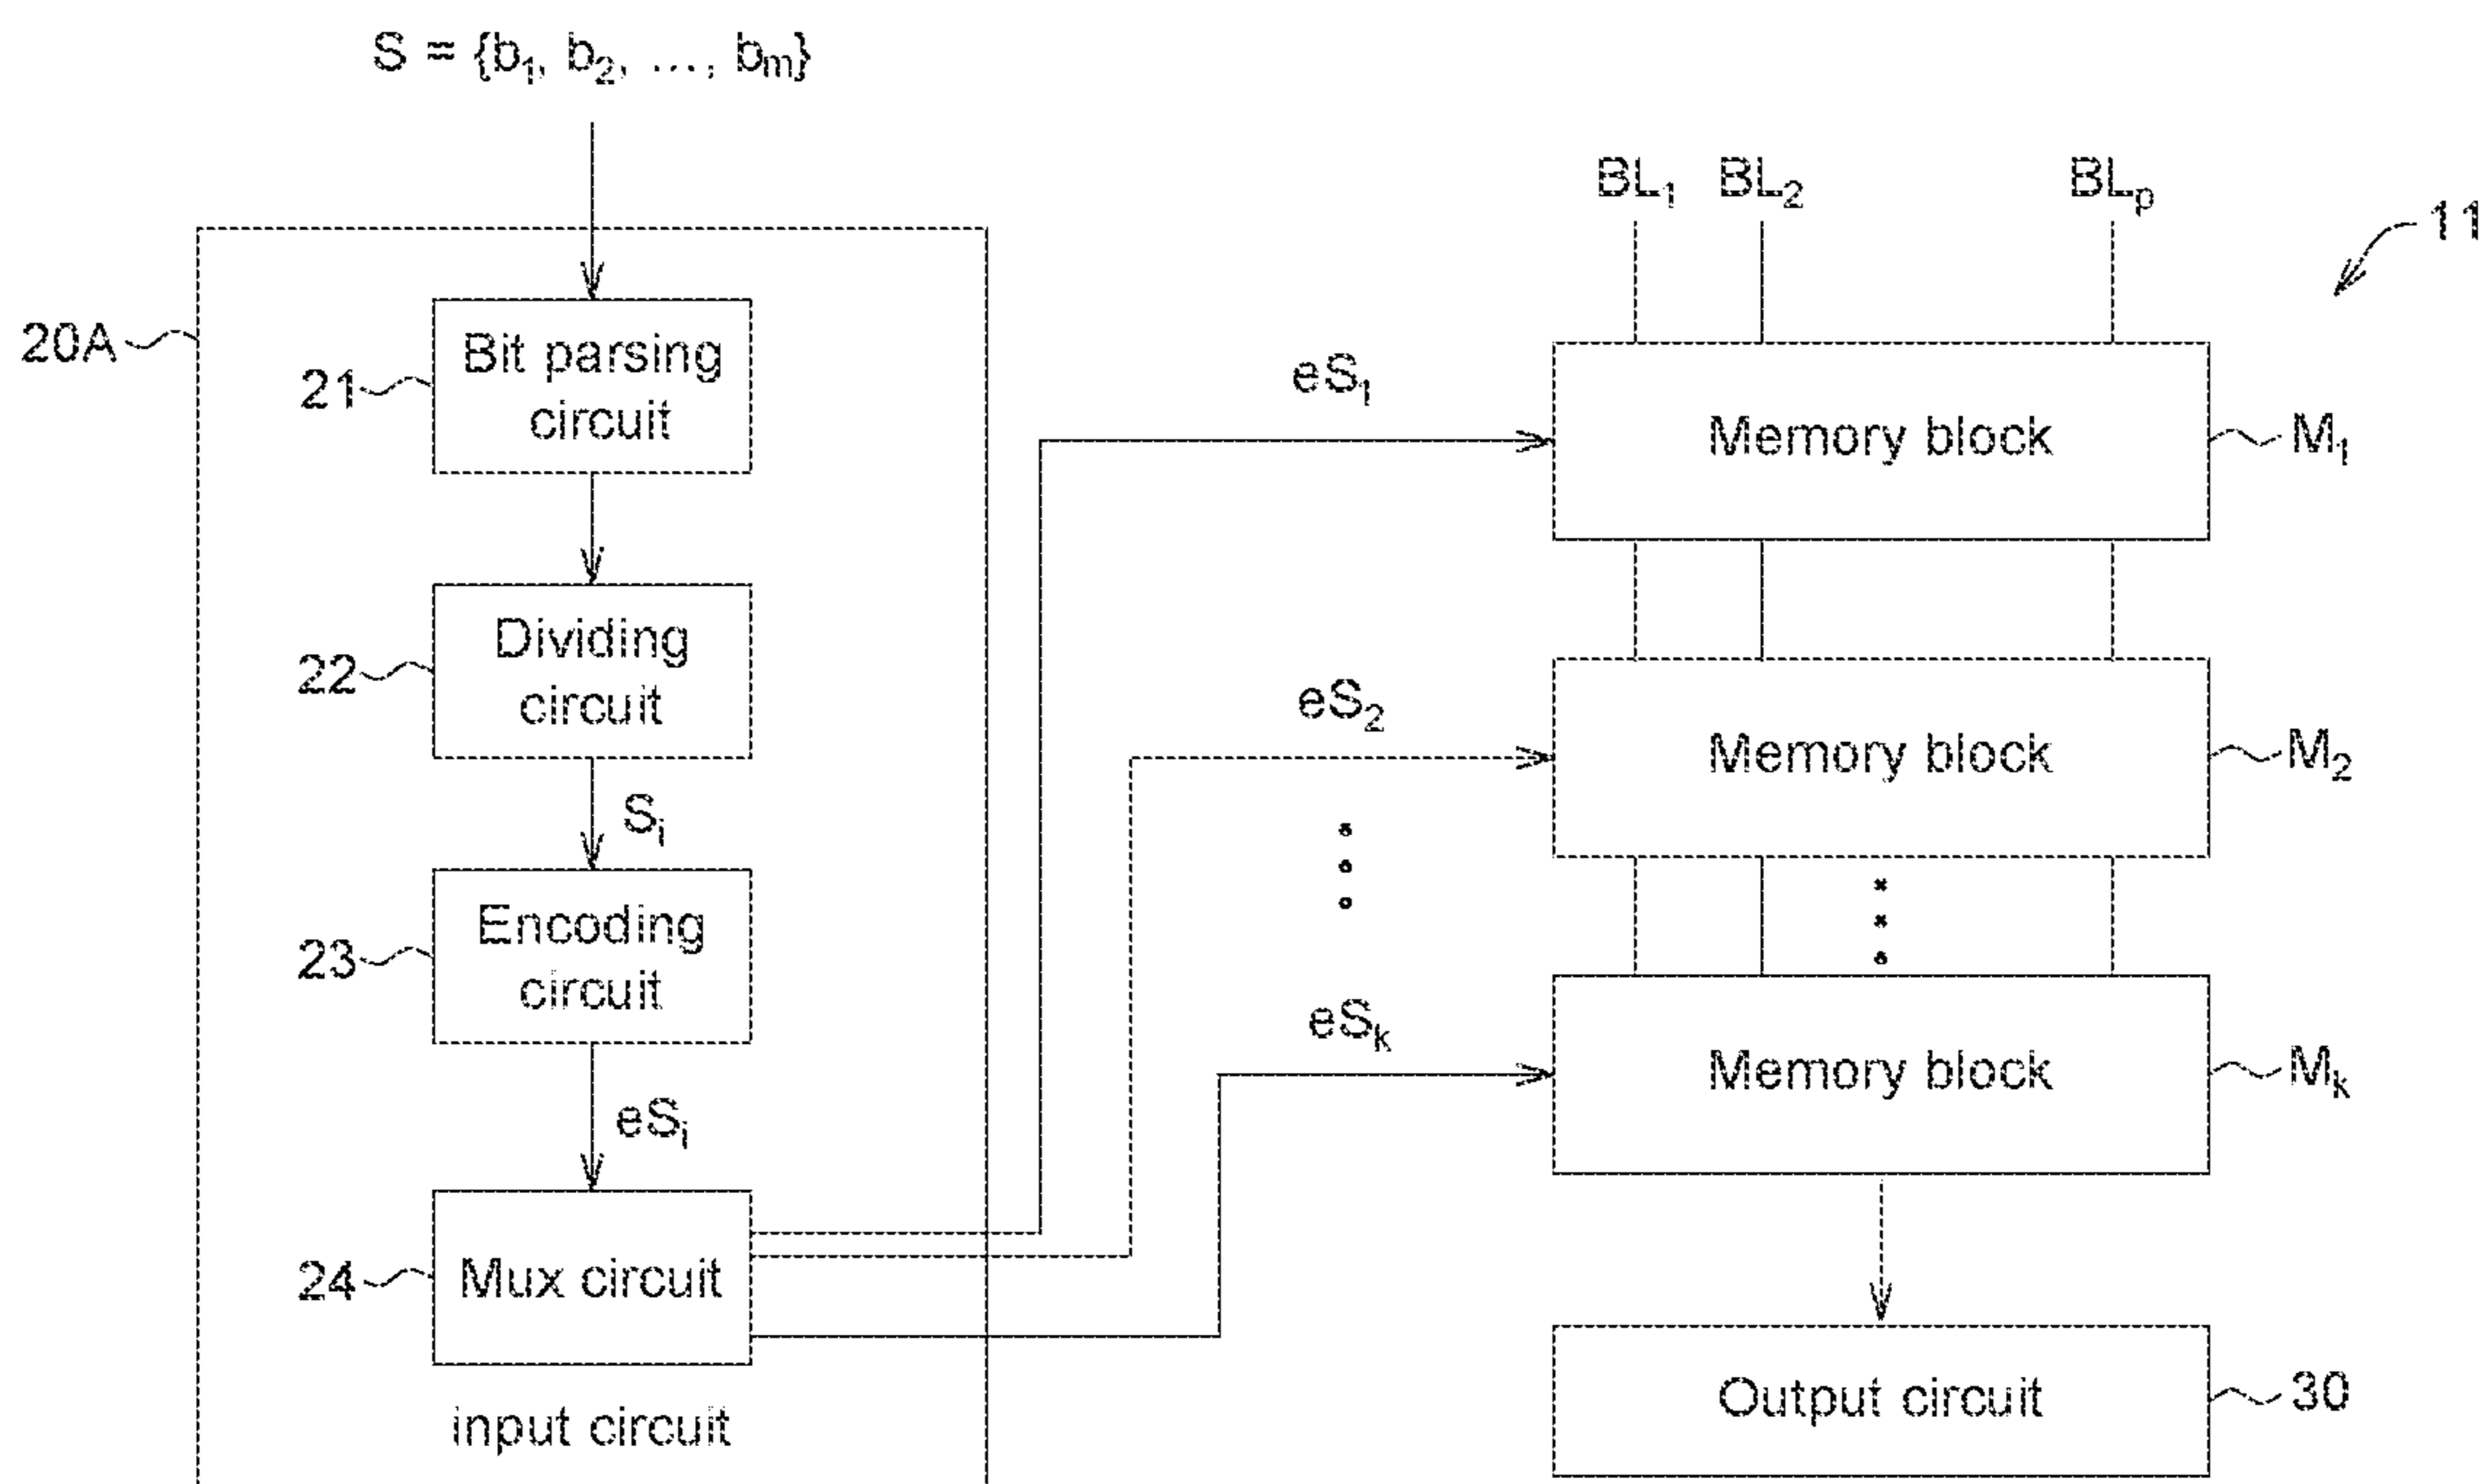 S = {b₁, b₂, ..., bₘ}
BL₁ BL₂ BLₚ
11
20A
21
Bit parsing
circuit
eS₁
Memory block
M₁
22
Dividing
circuit
Sᵢ
eS₂
Memory block
M₂
23
Encoding
circuit
eSᵢ
eSₖ
Memory block
Mₖ
24
Mux circuit
input circuit
Output circuit
30